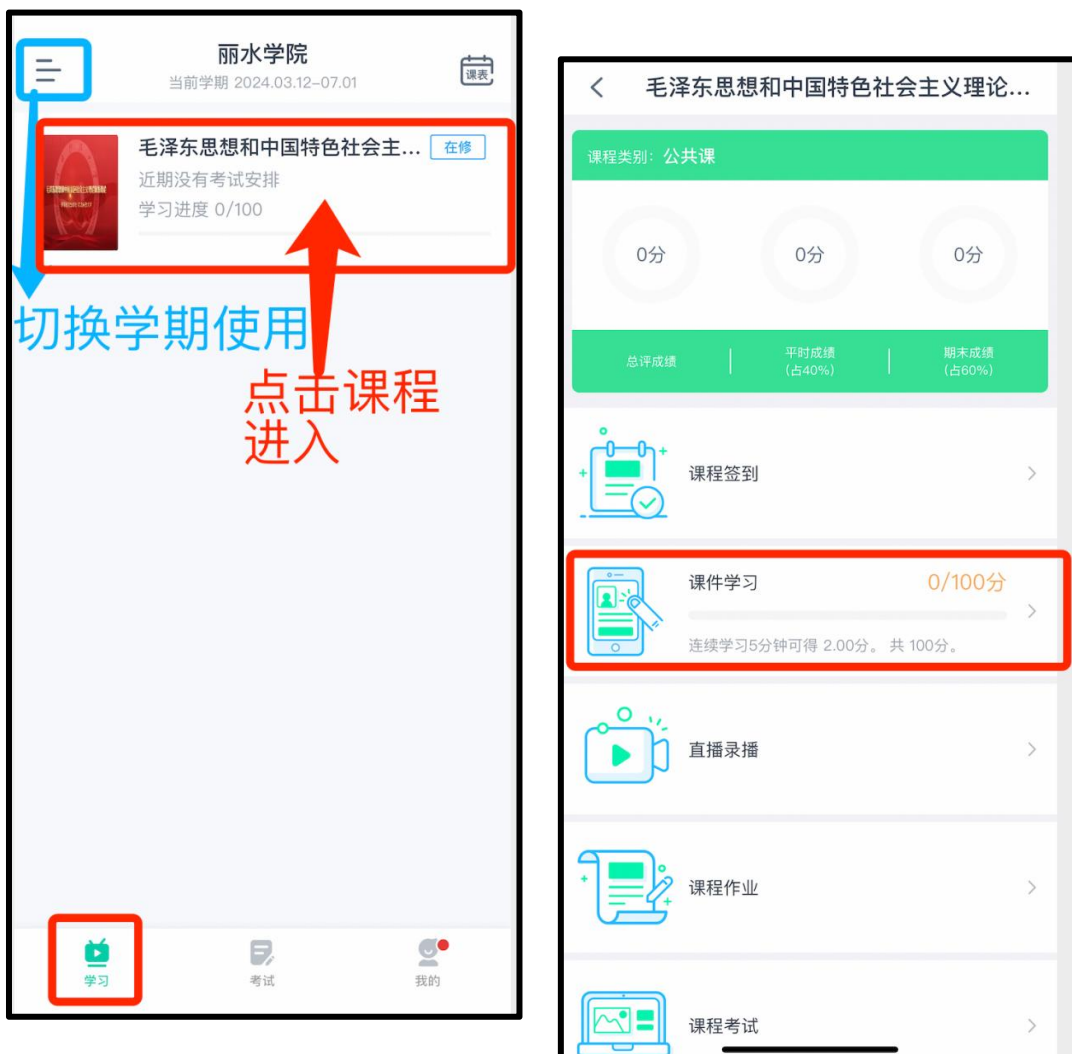 丽水学院
当前学期 2024.03.12-07.01
课表
毛泽东思想和中国特色社会主... 在修
近期没有考试安排
学习进度 0/100
切换学期使用
点击课程
进入
学习 考试 我的
毛泽东思想和中国特色社会主义理论...
课程类别：公共课
0分 0分 0分
总评成绩 平时成绩 期末成绩
(占40%) (占60%)
课程签到
课件学习 0/100分
连续学习5分钟可得 2.00分。 共 100分。
直播录播
课程作业
课程考试